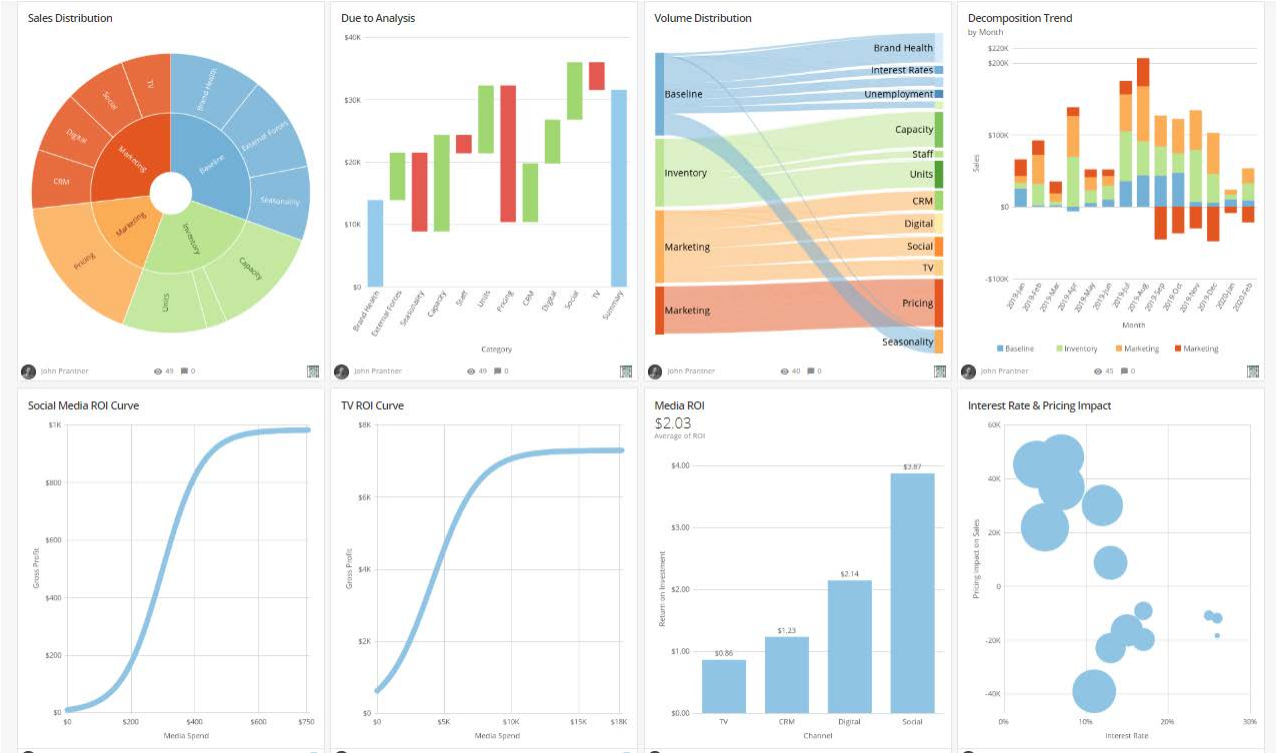 Sales Distribution
TV
Social
Digital
CRM
Pricing
Units
Capacity
Seasonality
External Forces
Brand Health
Marketing
Baseline
Marketing
Inventory
John Prantner 49 0
Due to Analysis
$40K
$30K
$20K
$10K
$0
Brand Health
External Forces
Seasonality
Capacity
Staff
Units
Pricing
CRM
Digital
Social
TV
Summary
Category
John Prantner 49 0
Volume Distribution
Baseline
Inventory
Marketing
Marketing
Brand Health
Interest Rates
Unemployment
Capacity
Staff
Units
CRM
Digital
Social
TV
Pricing
Seasonality
John Prantner 40 0
Decomposition Trend
by Month
$220K
$200K
$100K
$0
-$100K
Sales
2019-Jan
2019-Feb
2019-Mar
2019-Apr
2019-May
2019-Jun
2019-Jul
2019-Aug
2019-Sep
2019-Oct
2019-Nov
2019-Dec
2020-Jan
2020-Feb
Month
Baseline Inventory Marketing Marketing
John Prantner 45 0
Social Media ROI Curve
$1K
$800
$600
$400
$200
$0
Gross Profit
$0 $200 $400 $600 $750
Media Spend
TV ROI Curve
$8K
$6K
$4K
$2K
$0
Gross Profit
$0 $5K $10K $15K $18K
Media Spend
Media ROI
$2.03
Average of ROI
$4.00
$3.00
$2.00
$1.00
$0.00
Return on Investment
$0.86
$1.23
$2.14
$3.87
TV CRM Digital Social
Channel
Interest Rate & Pricing Impact
60K
40K
20K
0
-20K
-40K
Pricing Impact on Sales
0% 10% 20% 30%
Interest Rate